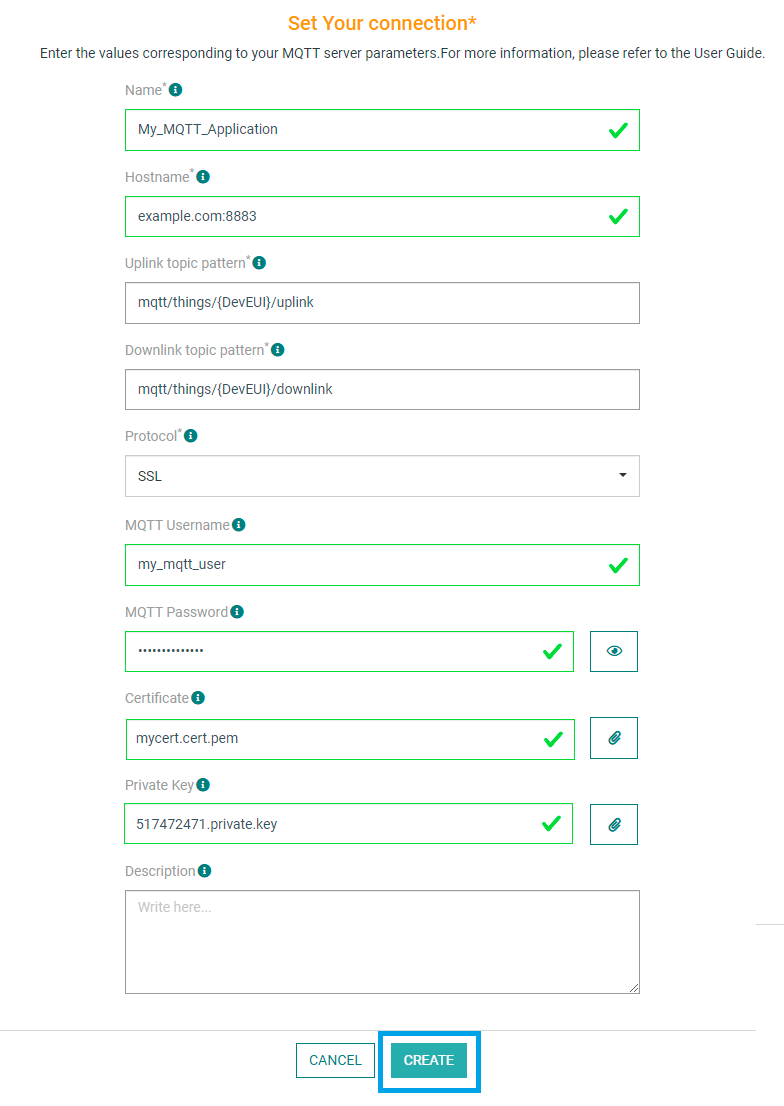 Set Your connection*
Enter the values corresponding to your MQTT server parameters.For more information, please refer to the User Guide.
Name*
My_MQTT_Application
Hostname*
example.com:8883
Uplink topic pattern*
mqtt/things/{DevEUI}/uplink
Downlink topic pattern*
mqtt/things/{DevEUI}/downlink
Protocol*
SSL
MQTT Username
my_mqtt_user
MQTT Password
••••••••••••••
Certificate
mycert.cert.pem
Private Key
517472471.private.key
Description
Write here...
CANCEL CREATE